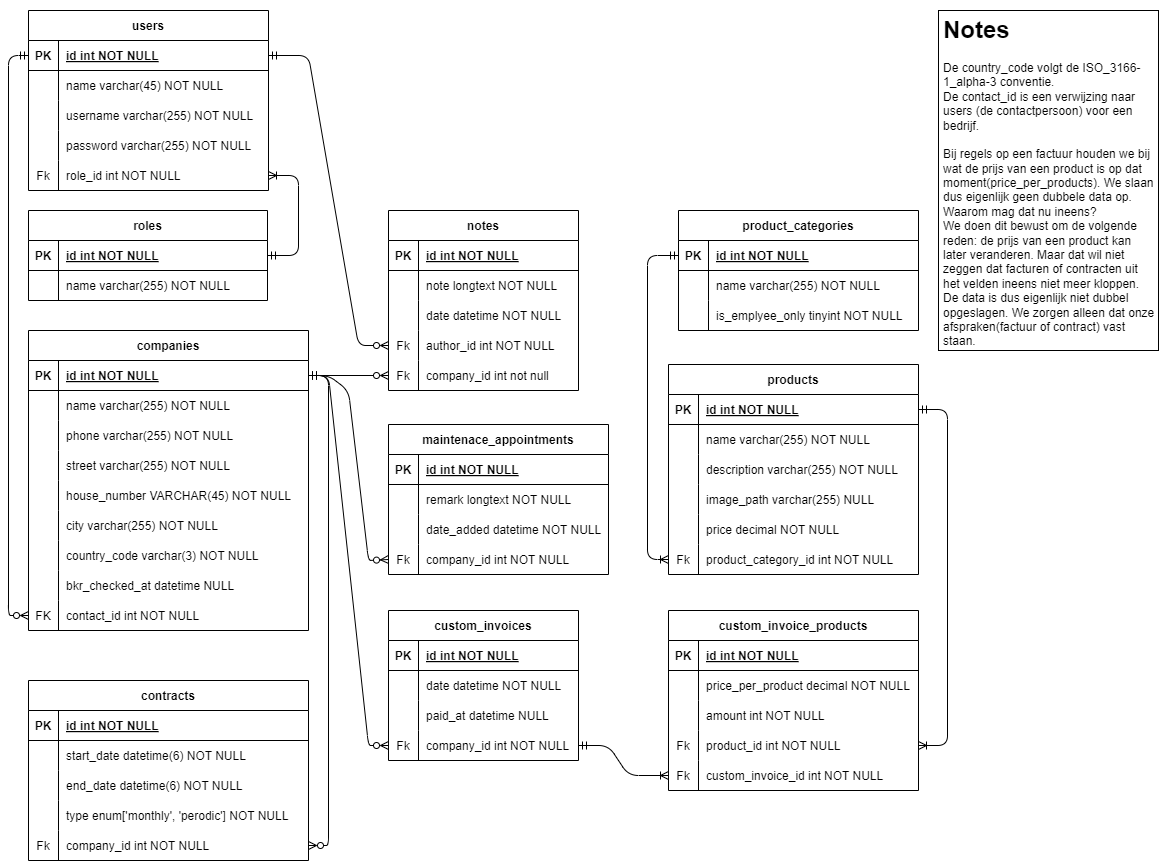 users
PK id int NOT NULL
name varchar(45) NOT NULL
username varchar(255) NOT NULL
password varchar(255) NOT NULL
Fk role_id int NOT NULL
roles
PK id int NOT NULL
name varchar(255) NOT NULL
companies
PK id int NOT NULL
name varchar(255) NOT NULL
phone varchar(255) NOT NULL
street varchar(255) NOT NULL
house_number VARCHAR(45) NOT NULL
city varchar(255) NOT NULL
country_code varchar(3) NOT NULL
bkr_checked_at datetime NULL
FK contact_id int NOT NULL
contracts
PK id int NOT NULL
start_date datetime(6) NOT NULL
end_date datetime(6) NOT NULL
type enum['monthly', 'perodic'] NOT NULL
Fk company_id int NOT NULL
notes
PK id int NOT NULL
note longtext NOT NULL
date datetime NOT NULL
Fk author_id int NOT NULL
Fk company_id int not null
maintenace_appointments
PK id int NOT NULL
remark longtext NOT NULL
date_added datetime NOT NULL
Fk company_id int NOT NULL
custom_invoices
PK id int NOT NULL
date datetime NOT NULL
paid_at datetime NULL
Fk company_id int NOT NULL
product_categories
PK id int NOT NULL
name varchar(255) NOT NULL
is_emplyee_only tinyint NOT NULL
products
PK id int NOT NULL
name varchar(255) NOT NULL
description varchar(255) NOT NULL
image_path varchar(255) NULL
price decimal NOT NULL
Fk product_category_id int NOT NULL
custom_invoice_products
PK id int NOT NULL
price_per_product decimal NOT NULL
amount int NOT NULL
Fk product_id int NOT NULL
Fk custom_invoice_id int NOT NULL
Notes
De country_code volgt de ISO_3166-
1_alpha-3 conventie.
De contact_id is een verwijzing naar
users (de contactpersoon) voor een
bedrijf.
Bij regels op een factuur houden we bij
wat de prijs van een product is op dat
moment(price_per_products). We slaan
dus eigenlijk geen dubbele data op.
Waarom mag dat nu ineens?
We doen dit bewust om de volgende
reden: de prijs van een product kan
later veranderen. Maar dat wil niet
zeggen dat facturen of contracten uit
het velden ineens niet meer kloppen.
De data is dus eigenlijk niet dubbel
opgeslagen. We zorgen alleen dat onze
afspraken(factuur of contract) vast
staan.